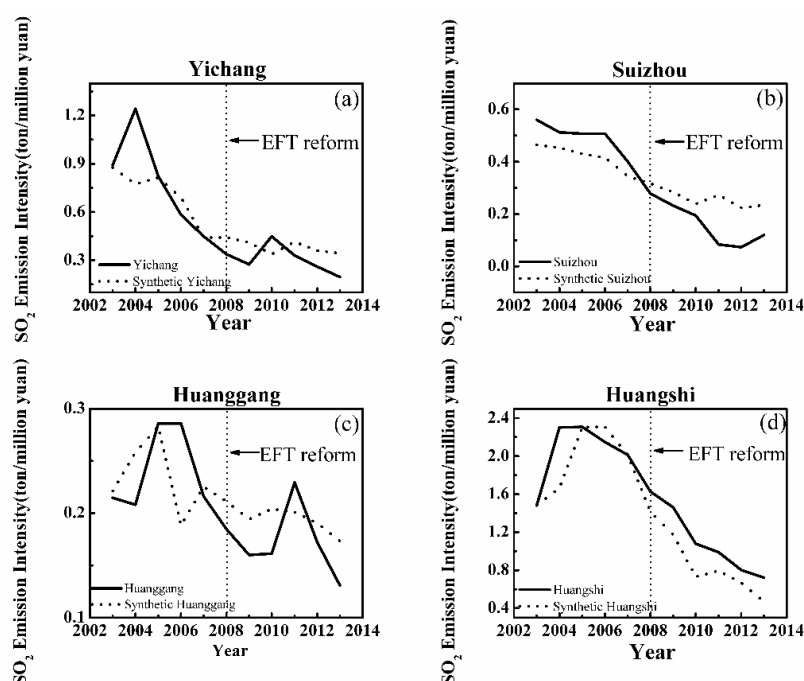 Yichang
SO2 Emission Intensity(ton/million yuan)
(a)
1.2
0.9
0.6
0.3
EFT reform
Yichang
Synthetic Yichang
2002 2004 2006 2008 2010 2012 2014
Year
Suizhou
SO2 Emission Intensity(ton/million yuan)
(b)
0.6
0.4
0.2
0.0
EFT reform
Suizhou
Synthetic Suizhou
2002 2004 2006 2008 2010 2012 2014
Year
Huanggang
SO2 Emission Intensity(ton/million yuan)
(c)
0.3
0.2
0.1
EFT reform
Huanggang
Synthetic Huanggang
2002 2004 2006 2008 2010 2012 2014
Year
Huangshi
SO2 Emission Intensity(ton/million yuan)
(d)
2.4
2.0
1.6
1.2
0.8
0.4
EFT reform
Huangshi
Synthetic Huangshi
2002 2004 2006 2008 2010 2012 2014
Year